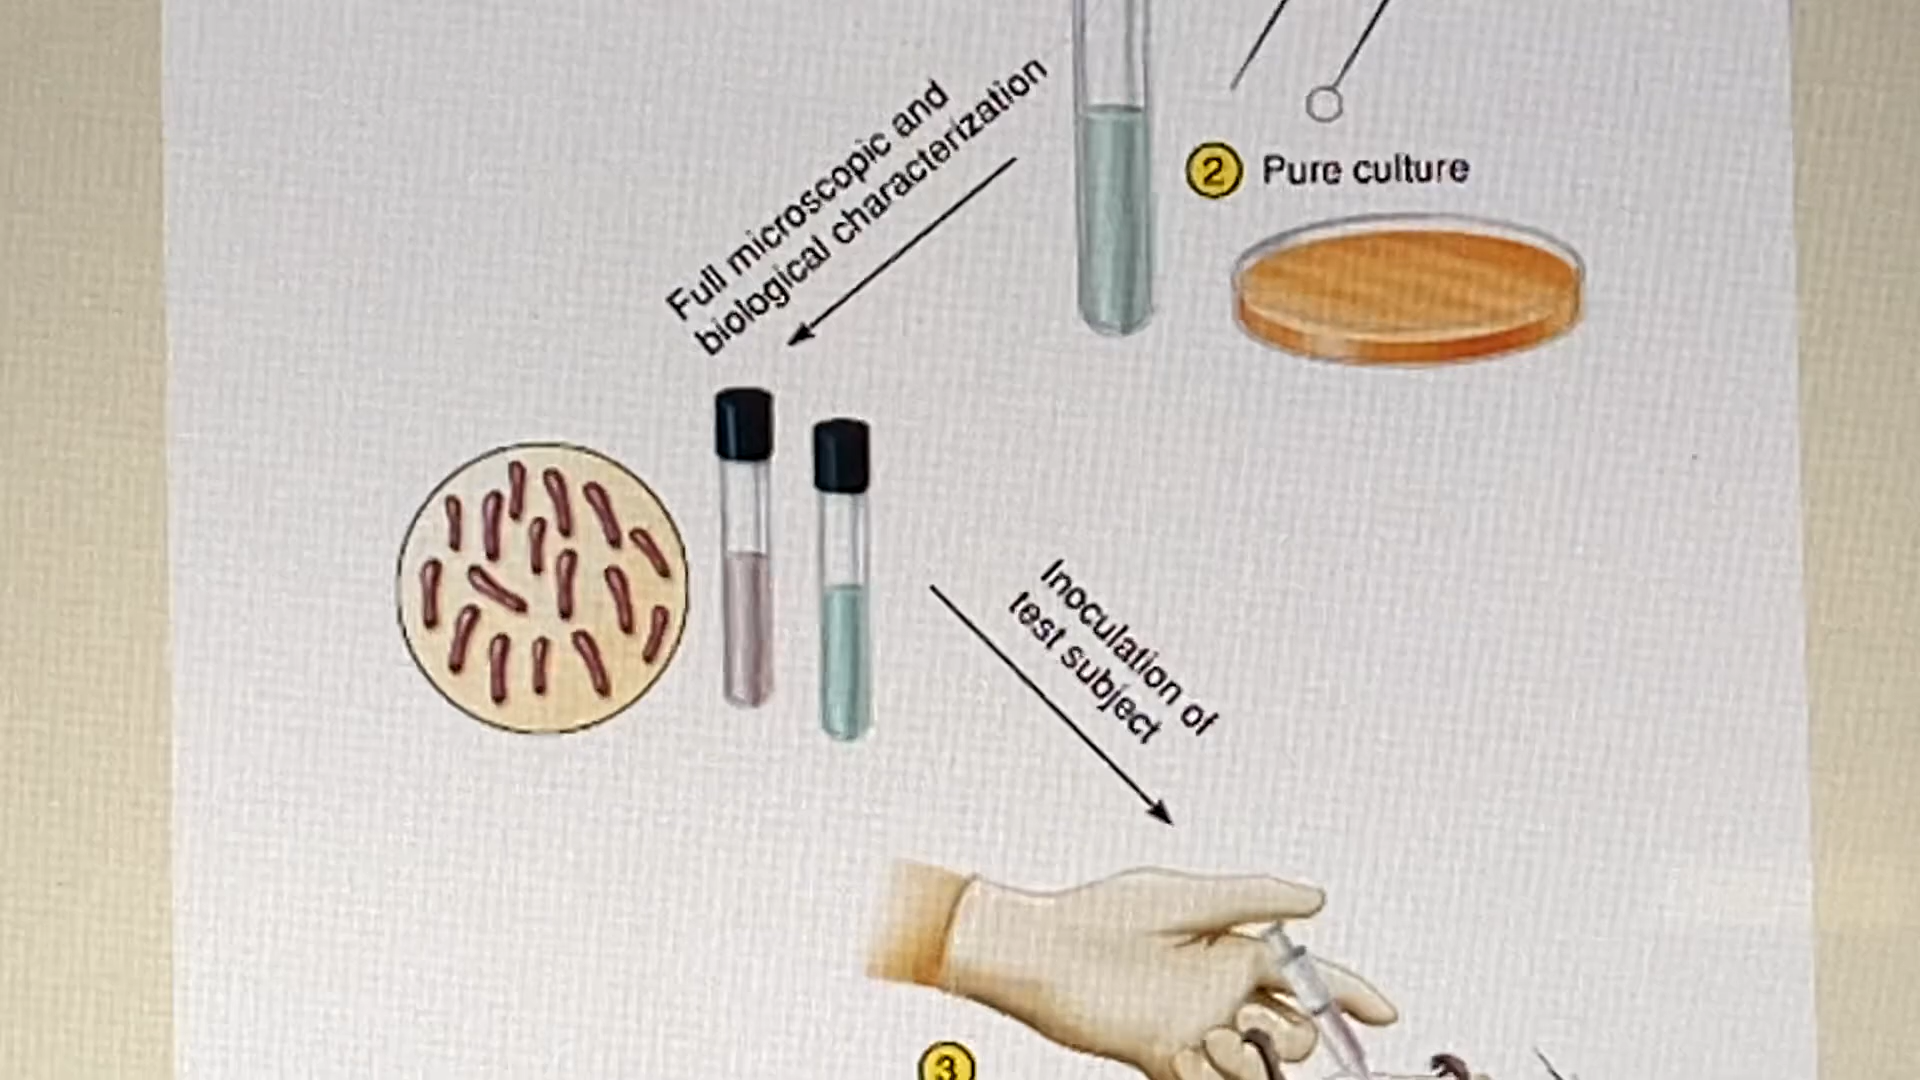 Full microscopic and
biological characterization
2 Pure culture
Inoculation of
test subject
3